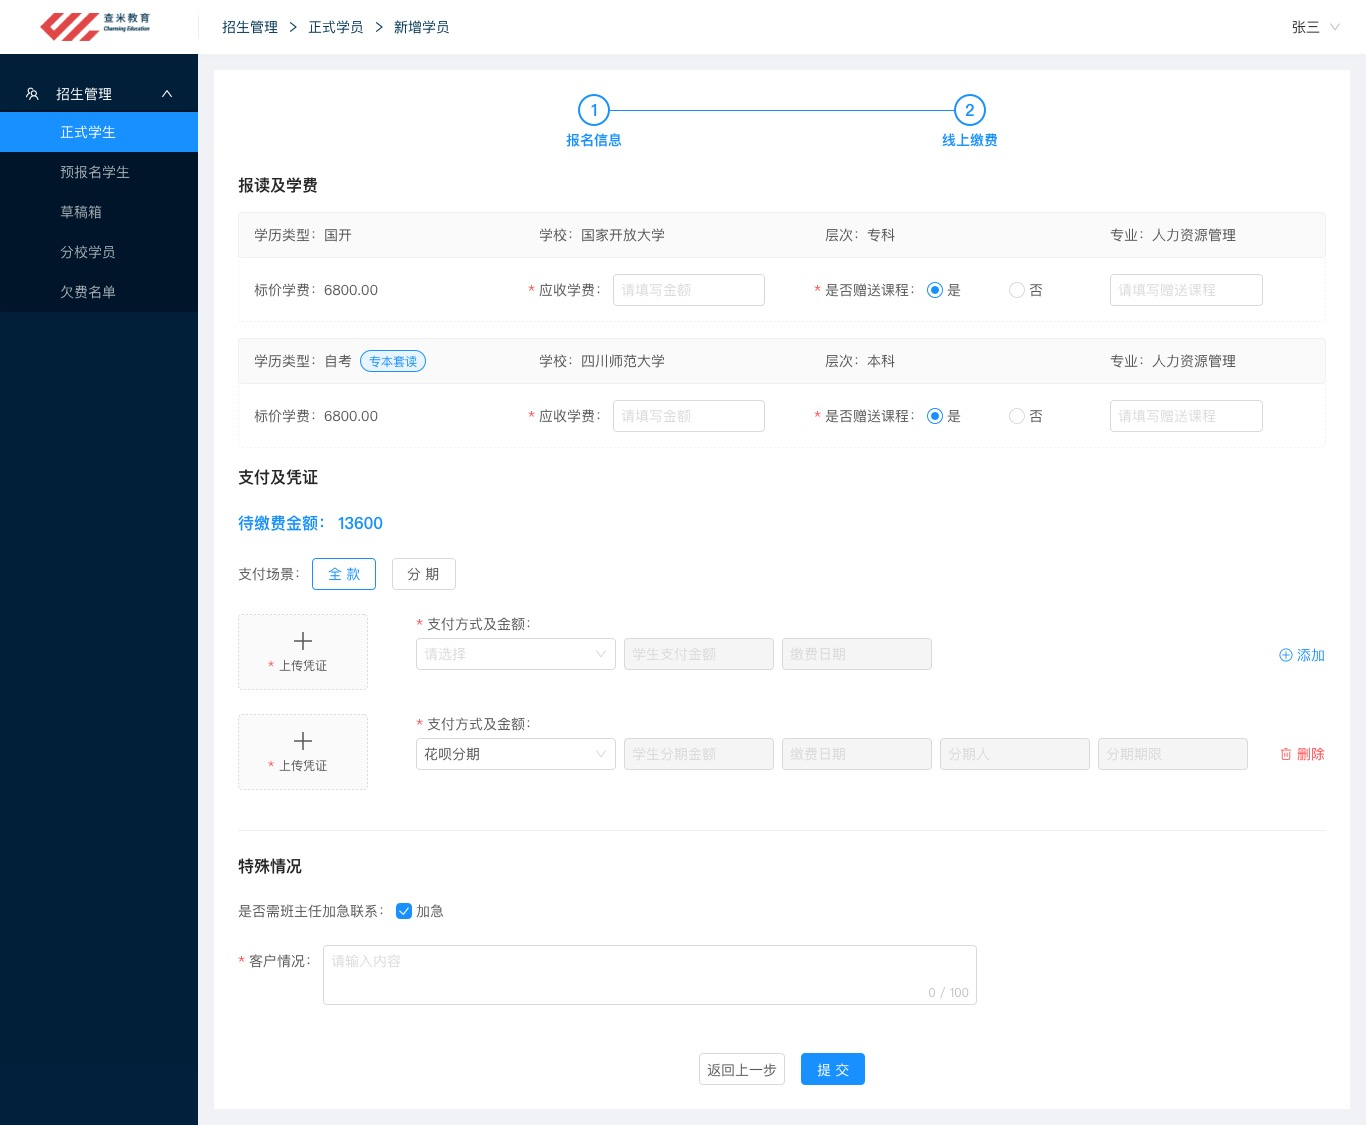 查米教育
Charming Education
招生管理 > 正式学员 > 新增学员
张三
招生管理
正式学生
预报名学生
草稿箱
分校学员
欠费名单
1
报名信息
2
线上缴费
报读及学费
学历类型：国开 学校：国家开放大学 层次：专科 专业：人力资源管理
标价学费：6800.00 * 应收学费： 请填写金额 * 是否赠送课程： 是 否 请填写赠送课程
学历类型：自考 专本套读 学校：四川师范大学 层次：本科 专业：人力资源管理
标价学费：6800.00 * 应收学费： 请填写金额 * 是否赠送课程： 是 否 请填写赠送课程
支付及凭证
待缴费金额： 13600
支付场景： 全 款 分 期
* 上传凭证
* 支付方式及金额：
请选择 学生支付金额 缴费日期
添加
* 上传凭证
* 支付方式及金额：
花呗分期 学生分期金额 缴费日期 分期人 分期期限
删除
特殊情况
是否需班主任加急联系： 加急
* 客户情况： 请输入内容
0 / 100
返回上一步 提 交